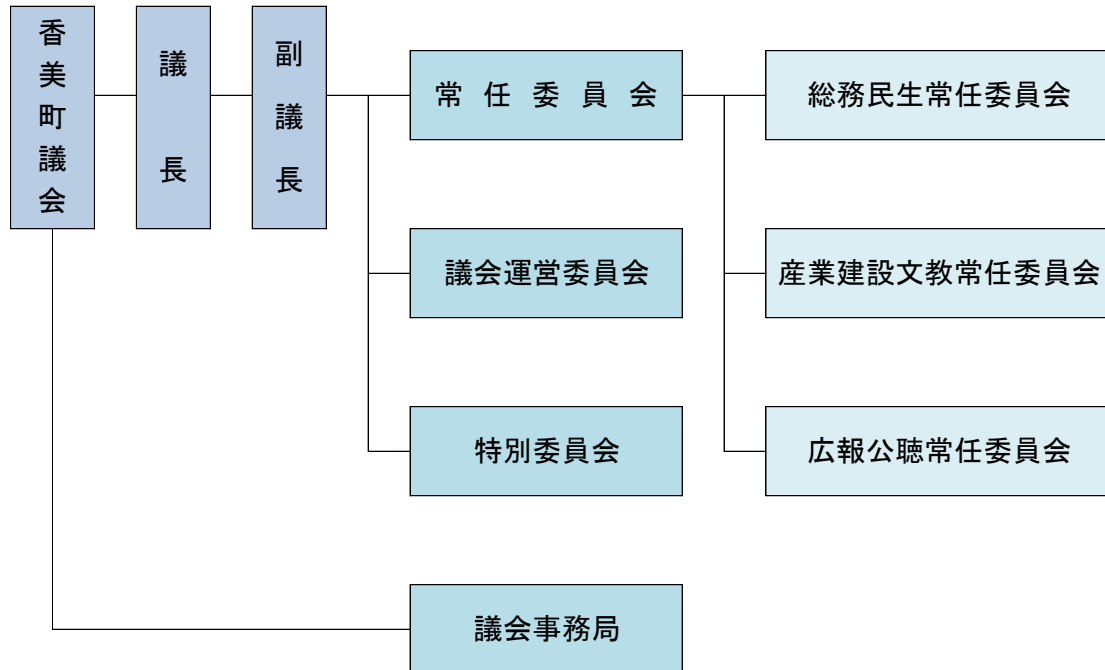 香美町議会
議長
副議長
常任委員会
総務民生常任委員会
議会運営委員会
産業建設文教常任委員会
特別委員会
広報公聴常任委員会
議会事務局